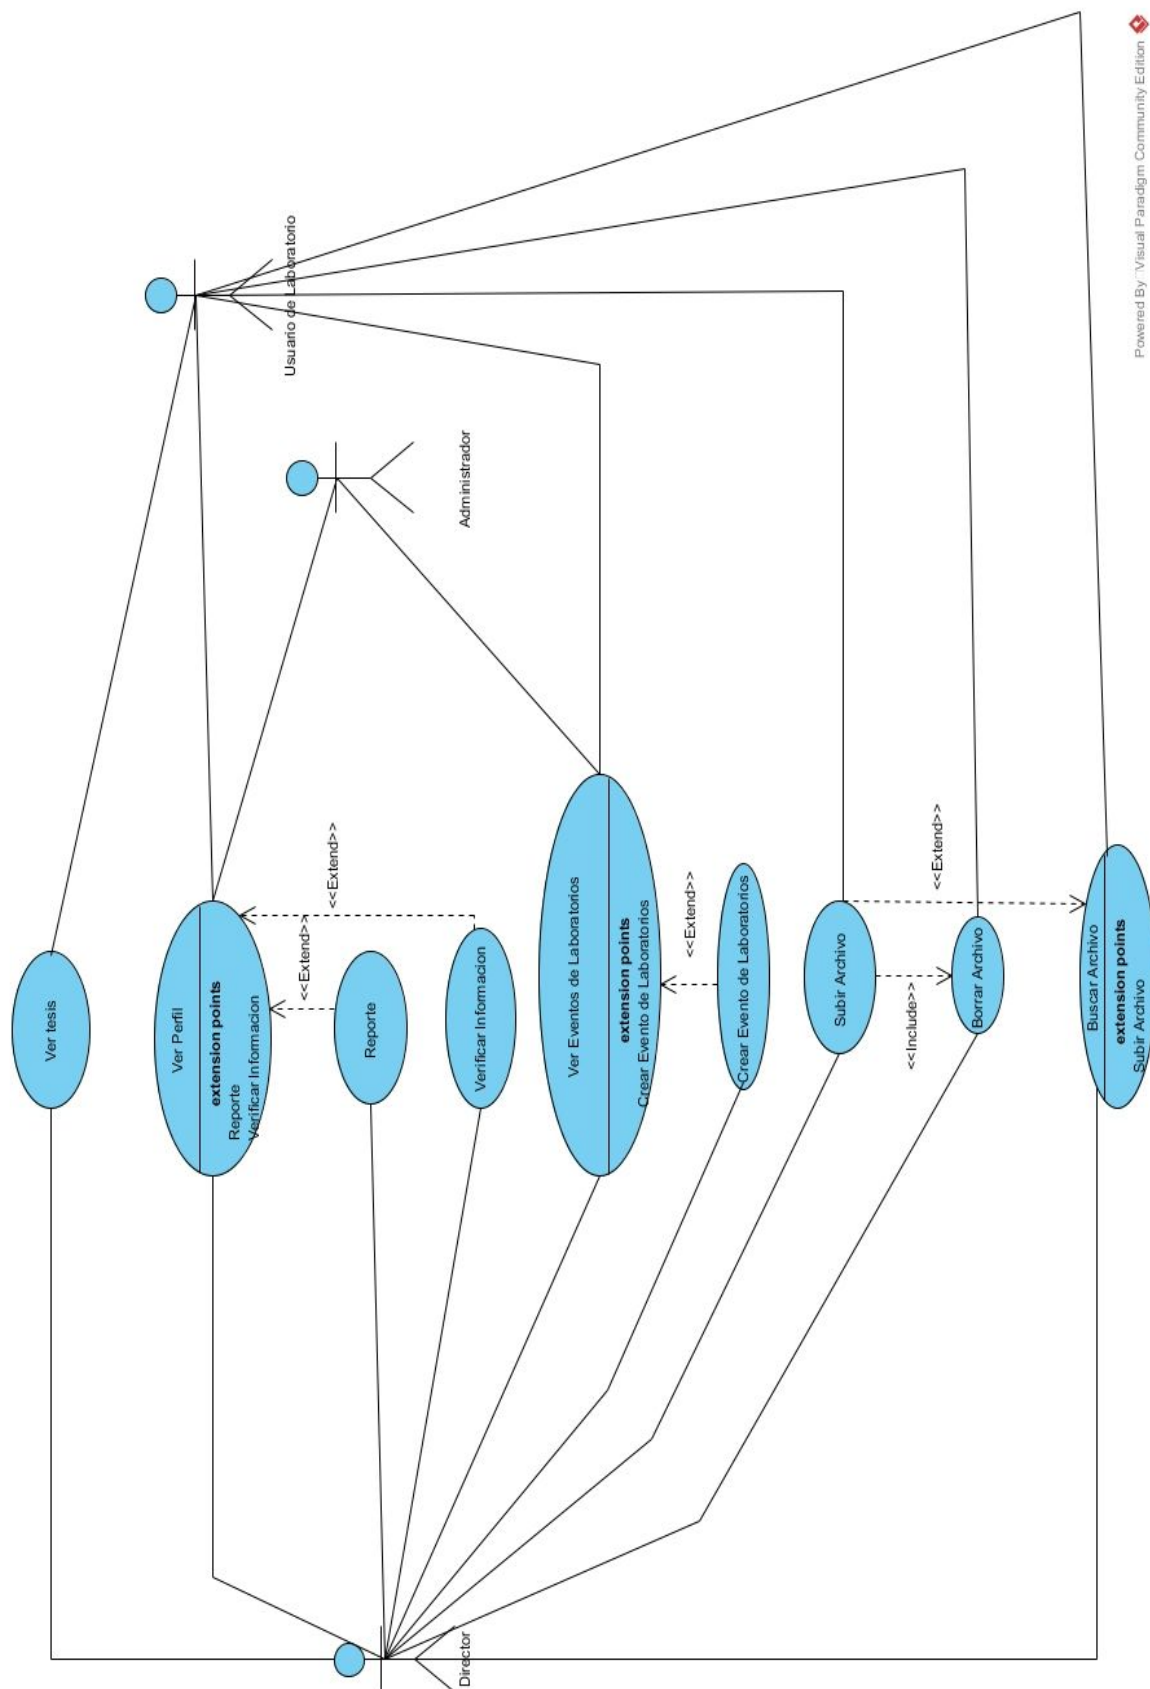 Ver tesis
Ver Perfil
extension points
Reporte
Verificar Informacion
<<Extend>>
<<Extend>>
Reporte
Verificar Informacion
Ver Eventos de Laboratorios
extension points
Crear Evento de Laboratorios
<<Extend>>
Crear Evento de Laboratorios
Subir Archivo
<<Include>>
<<Extend>>
Borrar Archivo
Buscar Archivo
extension points
Subir Archivo
Director
Administrador
Usuario de Laboratorio
Powered By Visual Paradigm Community Edition